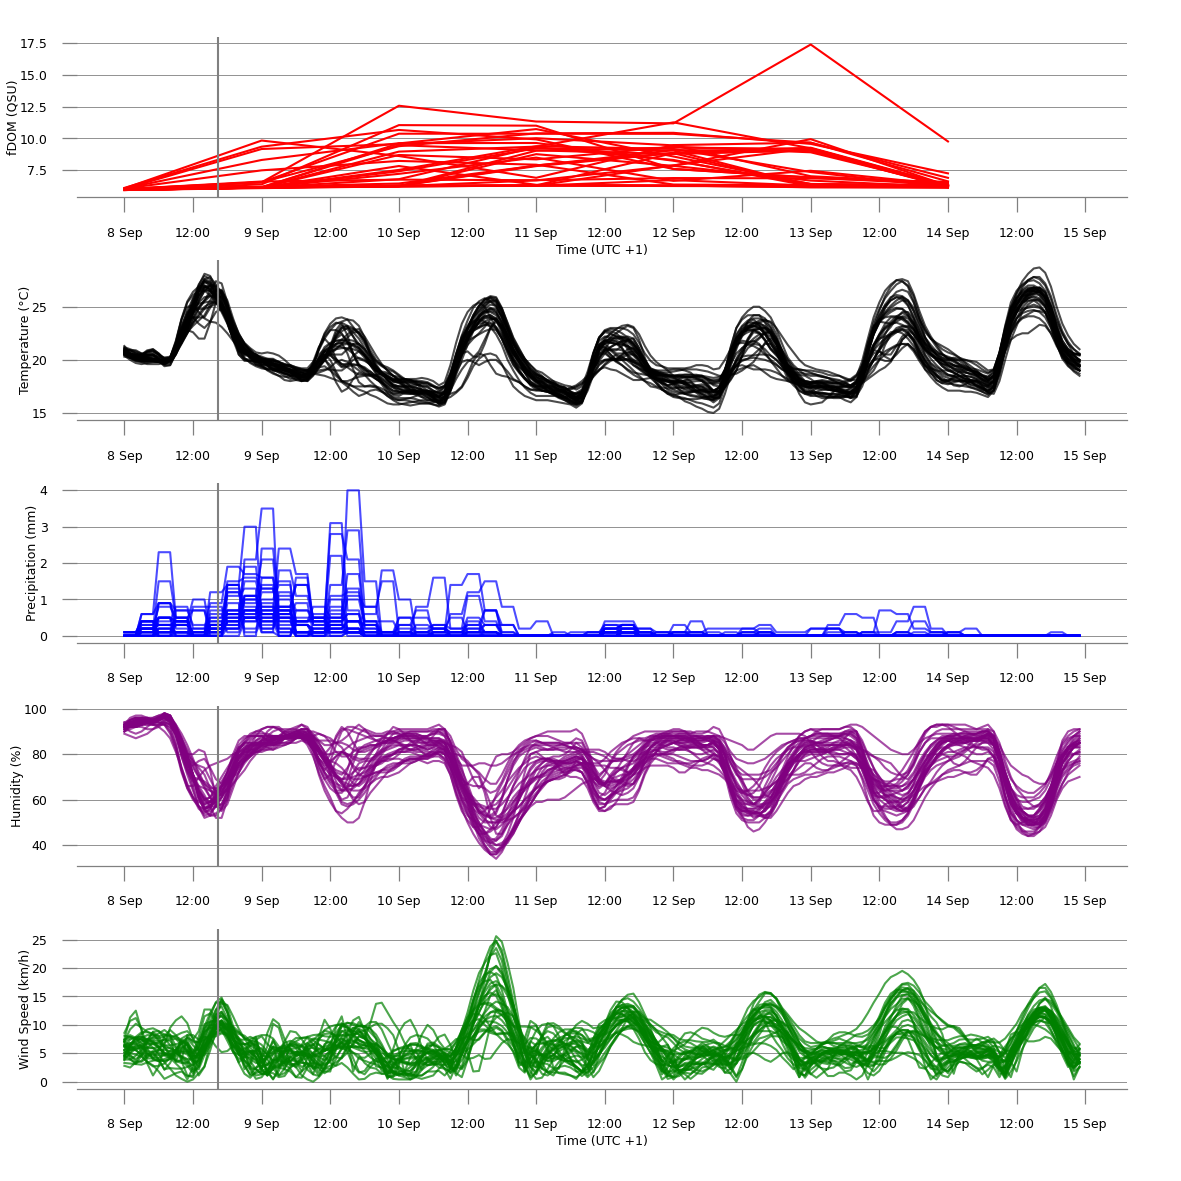 17.5
15.0
12.5
10.0
7.5
fDOM (QSU)
8 Sep 12:00 9 Sep 12:00 10 Sep 12:00 11 Sep 12:00 12 Sep 12:00 13 Sep 12:00 14 Sep 12:00 15 Sep
Time (UTC +1)
25
20
15
Temperature (°C)
8 Sep 12:00 9 Sep 12:00 10 Sep 12:00 11 Sep 12:00 12 Sep 12:00 13 Sep 12:00 14 Sep 12:00 15 Sep
4
3
2
1
0
Precipitation (mm)
8 Sep 12:00 9 Sep 12:00 10 Sep 12:00 11 Sep 12:00 12 Sep 12:00 13 Sep 12:00 14 Sep 12:00 15 Sep
100
80
60
40
Humidity (%)
8 Sep 12:00 9 Sep 12:00 10 Sep 12:00 11 Sep 12:00 12 Sep 12:00 13 Sep 12:00 14 Sep 12:00 15 Sep
25
20
15
10
5
0
Wind Speed (km/h)
8 Sep 12:00 9 Sep 12:00 10 Sep 12:00 11 Sep 12:00 12 Sep 12:00 13 Sep 12:00 14 Sep 12:00 15 Sep
Time (UTC +1)